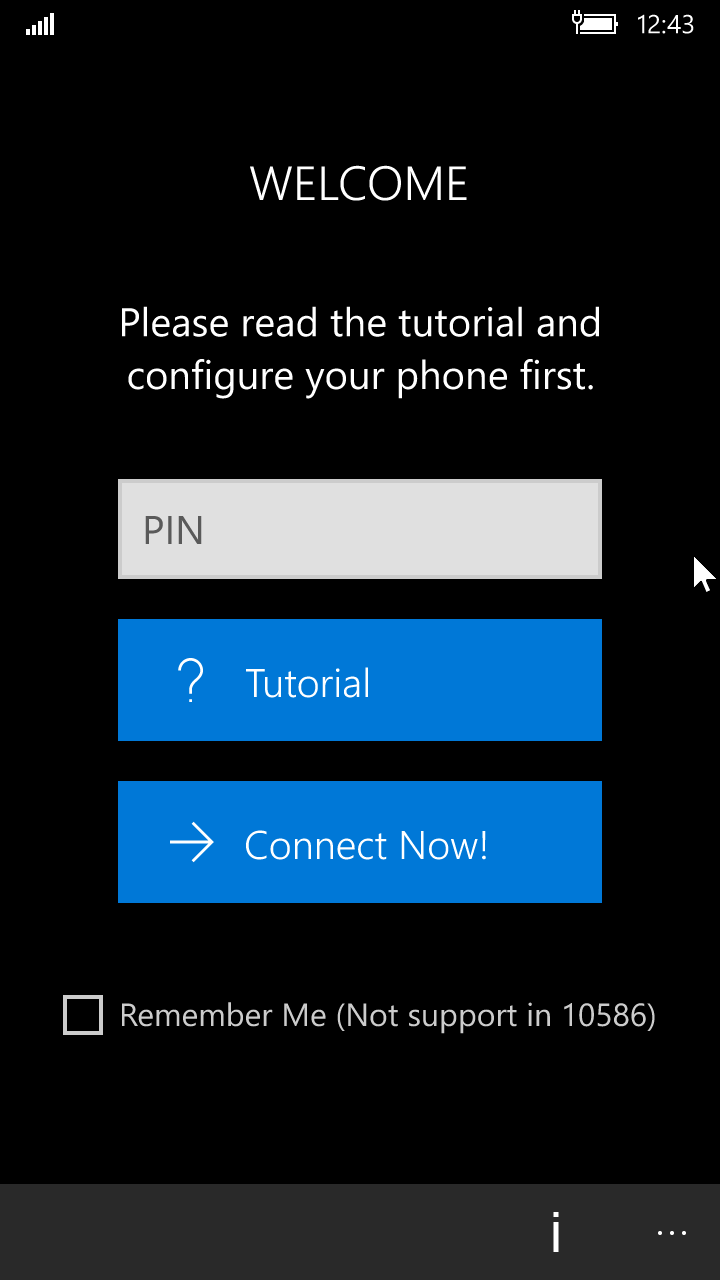 12:43
WELCOME
Please read the tutorial and
configure your phone first.
PIN
Tutorial
Connect Now!
Remember Me (Not support in 10586)